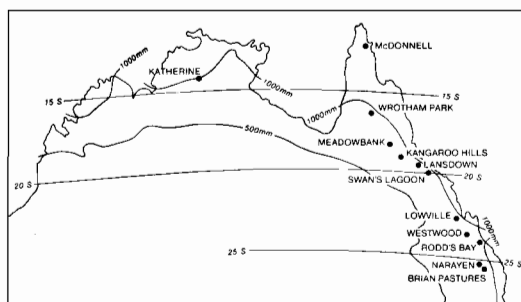 McDONNELL
1000mm
KATHERINE
1000mm
15 S
15 S
1000mm
WROTHAM PARK
500mm
MEADOWBANK
KANGAROO HILLS
LANSDOWN
20 S
SWAN'S LAGOON
20 S
LOWVILLE
1000mm
WESTWOOD
RODD'S BAY
25 S
25 S
NARAYEN
BRIAN PASTURES